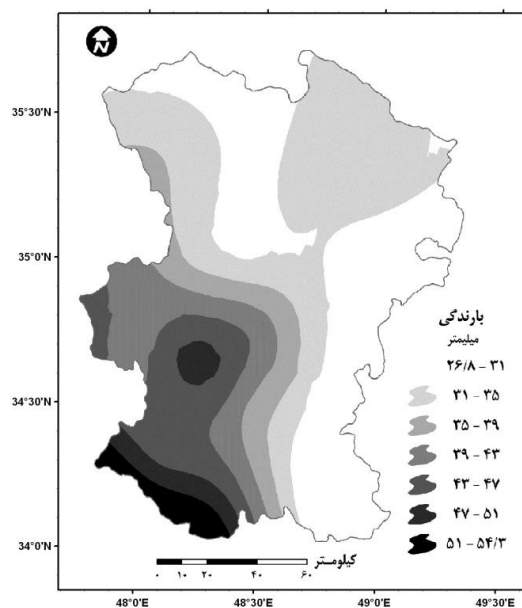 N
35°30'N
35°0'N
34°30'N
34°0'N
بارندگی
میلیمتر
۲۶/۸ - ۳۱
۳۱ - ۳۵
۳۵ - ۳۹
۳۹ - ۴۳
۴۳ - ۴۷
۴۷ - ۵۱
۵۱ - ۵۴/۳
کیلومتر
۰ ۱۰ ۲۰ ۴۰ ۶۰
48°0'E 48°30'E 49°0'E 49°30'E